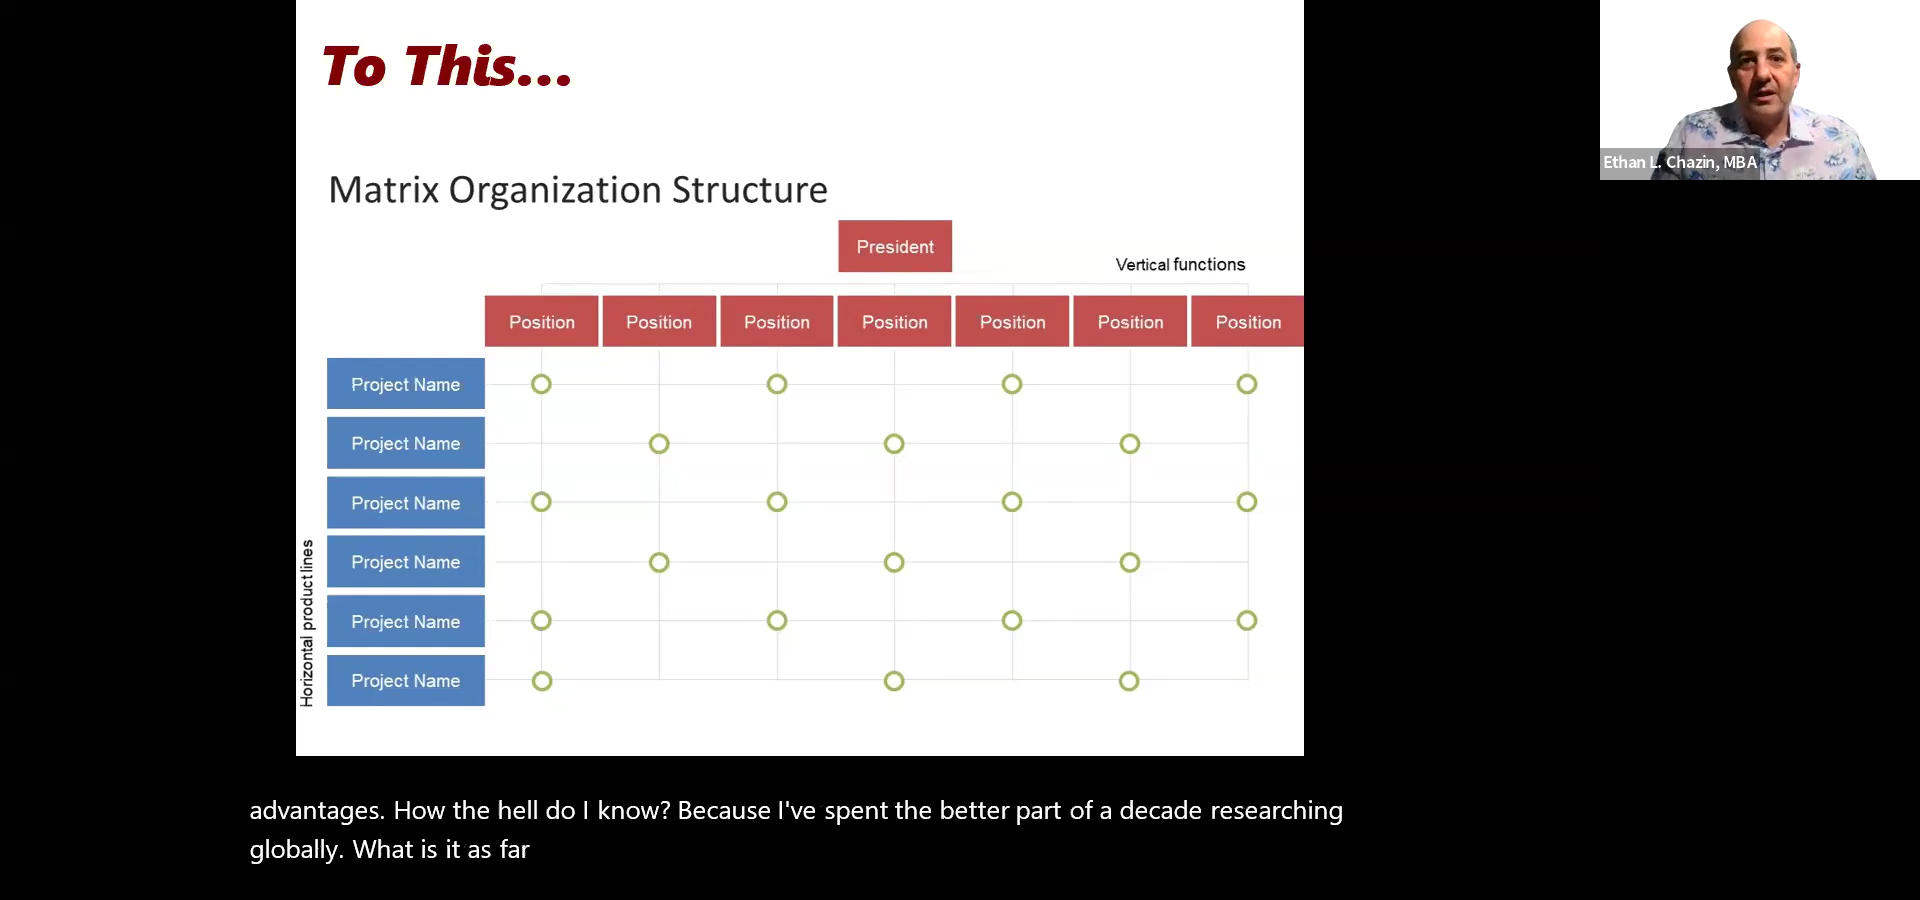 To This...
Ethan L. Chazin, MBA
Matrix Organization Structure
President
Vertical functions
Position Position Position Position Position Position Position
Project Name
Project Name
Project Name
Project Name
Project Name
Project Name
Horizontal product lines
advantages. How the hell do I know? Because I've spent the better part of a decade researching
globally. What is it as far